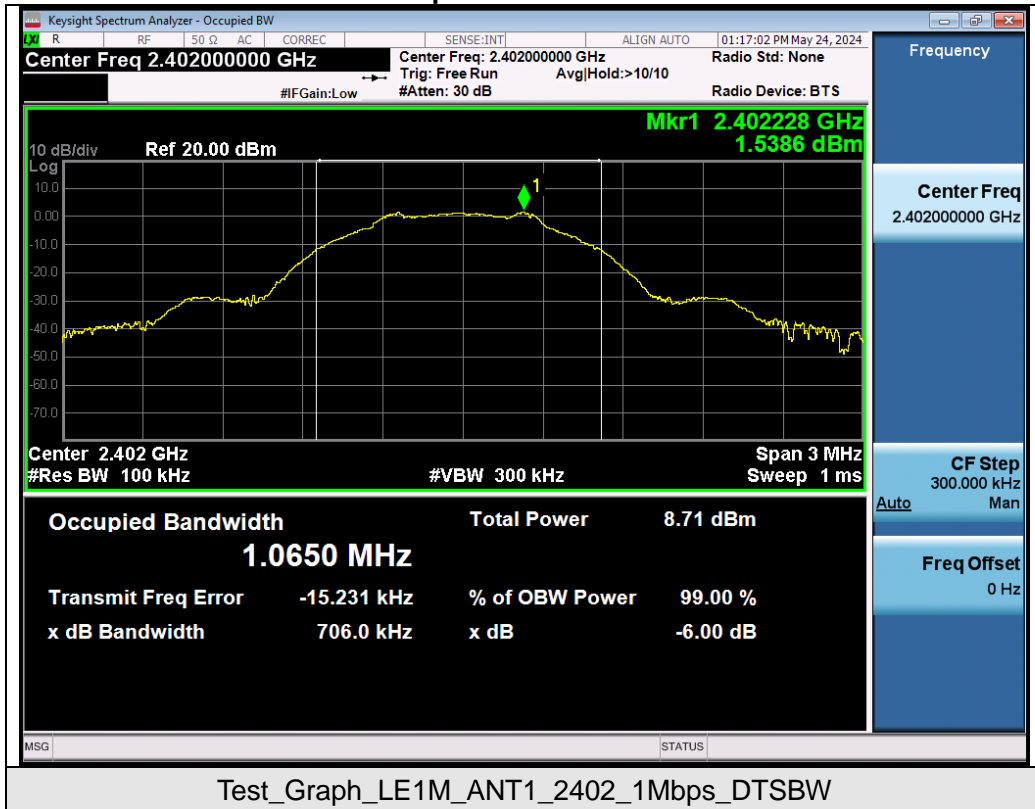 Keysight Spectrum Analyzer - Occupied BW
LXI R RF 50 Ω AC CORREC SENSE:INT ALIGN AUTO 01:17:02 PM May 24, 2024
Center Freq 2.402000000 GHz
Center Freq: 2.402000000 GHz Radio Std: None
Trig: Free Run Avg|Hold:>10/10
#IFGain:Low #Atten: 30 dB Radio Device: BTS
Frequency
Mkr1 2.402228 GHz
1.5386 dBm
10 dB/div Ref 20.00 dBm
Log
10.0
1
0.00
-10.0
-20.0
-30.0
-40.0
-50.0
-60.0
-70.0
Center 2.402 GHz Span 3 MHz
#Res BW 100 kHz #VBW 300 kHz Sweep 1 ms
Center Freq
2.402000000 GHz
CF Step
300.000 kHz
Auto Man
Freq Offset
0 Hz
Occupied Bandwidth Total Power 8.71 dBm
1.0650 MHz
Transmit Freq Error -15.231 kHz % of OBW Power 99.00 %
x dB Bandwidth 706.0 kHz x dB -6.00 dB
MSG STATUS
Test_Graph_LE1M_ANT1_2402_1Mbps_DTSBW